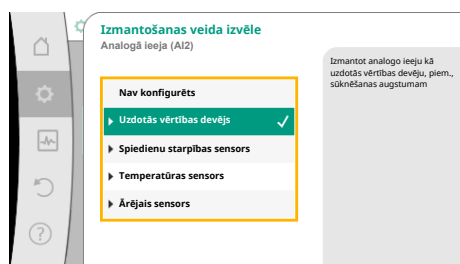 Izmantošanas veida izvēle
Analogā ieeja (AI2)
Nav konfigurēts
Uzdotās vērtības devējs
Spiedienu starpības sensors
Temperatūras sensors
Ārējais sensors
Izmantot analogo ieeju kā
uzdotās vērtības devēju, piem.,
sūknēšanas augstumam